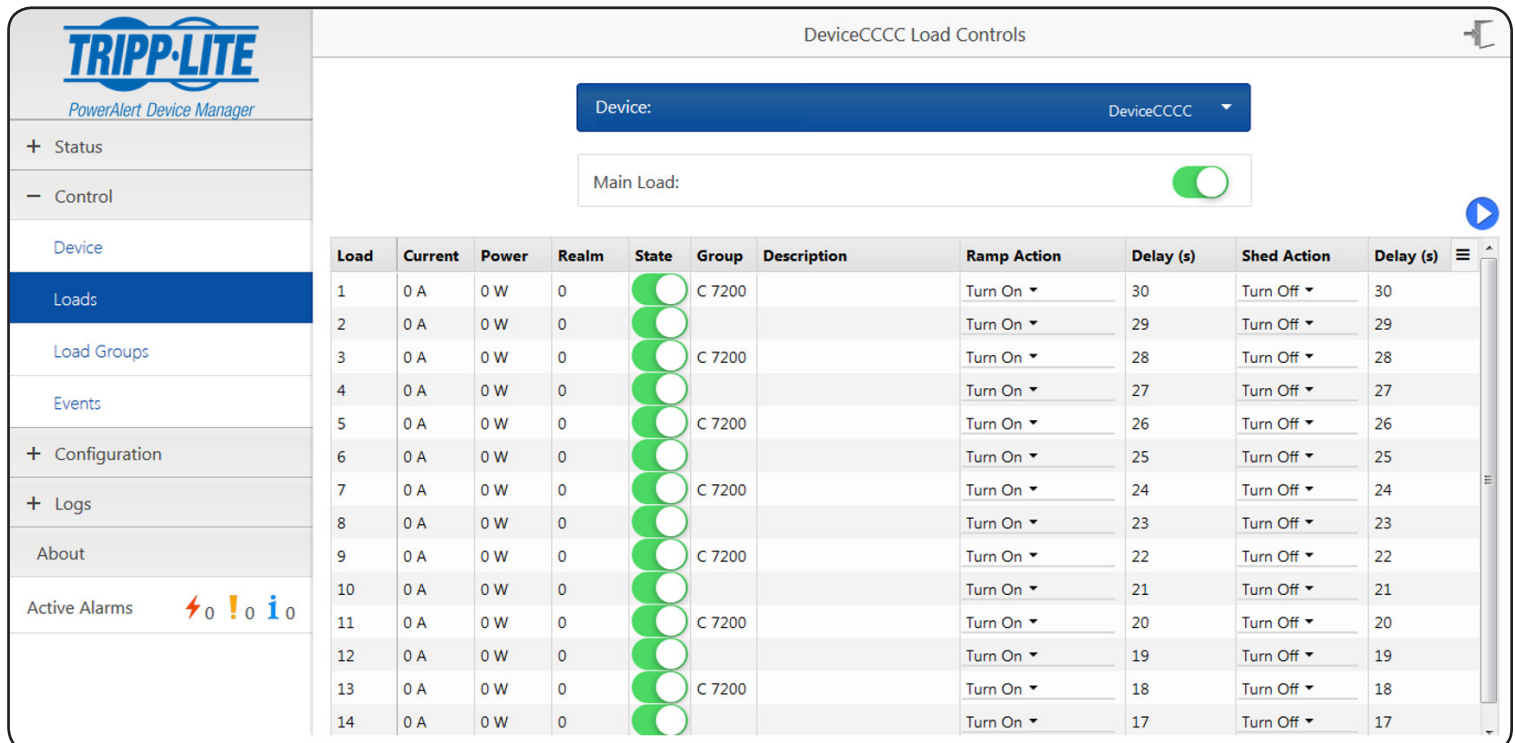 TRIPP·LITE
PowerAlert Device Manager
+ Status
− Control
Device
Loads
Load Groups
Events
+ Configuration
+ Logs
About
Active Alarms 0 0 0
DeviceCCCC Load Controls
Device: DeviceCCCC
Main Load:
Load Current Power Realm State Group Description Ramp Action Delay (s) Shed Action Delay (s)
1 0 A 0 W 0 C 7200 Turn On 30 Turn Off 30
2 0 A 0 W 0 Turn On 29 Turn Off 29
3 0 A 0 W 0 C 7200 Turn On 28 Turn Off 28
4 0 A 0 W 0 Turn On 27 Turn Off 27
5 0 A 0 W 0 C 7200 Turn On 26 Turn Off 26
6 0 A 0 W 0 Turn On 25 Turn Off 25
7 0 A 0 W 0 C 7200 Turn On 24 Turn Off 24
8 0 A 0 W 0 Turn On 23 Turn Off 23
9 0 A 0 W 0 C 7200 Turn On 22 Turn Off 22
10 0 A 0 W 0 Turn On 21 Turn Off 21
11 0 A 0 W 0 C 7200 Turn On 20 Turn Off 20
12 0 A 0 W 0 Turn On 19 Turn Off 19
13 0 A 0 W 0 C 7200 Turn On 18 Turn Off 18
14 0 A 0 W 0 Turn On 17 Turn Off 17